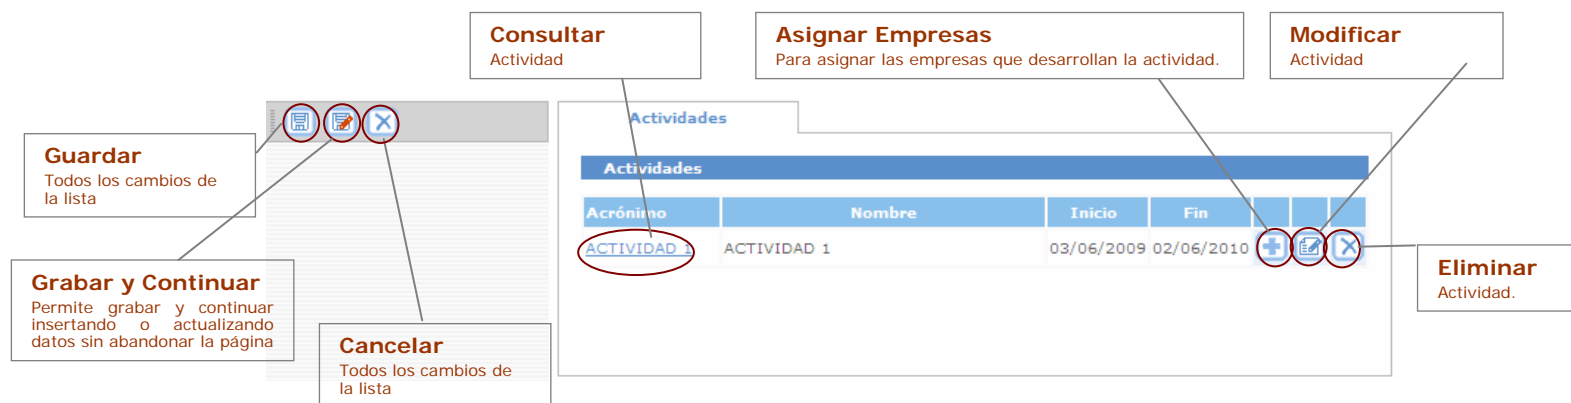 Consultar
Actividad
Asignar Empresas
Para asignar las empresas que desarrollan la actividad.
Modificar
Actividad
Guardar
Todos los cambios de
la lista
Grabar y Continuar
Permite grabar y continuar
insertando o actualizando
datos sin abandonar la página
Cancelar
Todos los cambios de
la lista
Actividades
Actividades
Acrónimo Nombre Inicio Fin
ACTIVIDAD 1 ACTIVIDAD 1 03/06/2009 02/06/2010
Eliminar
Actividad.